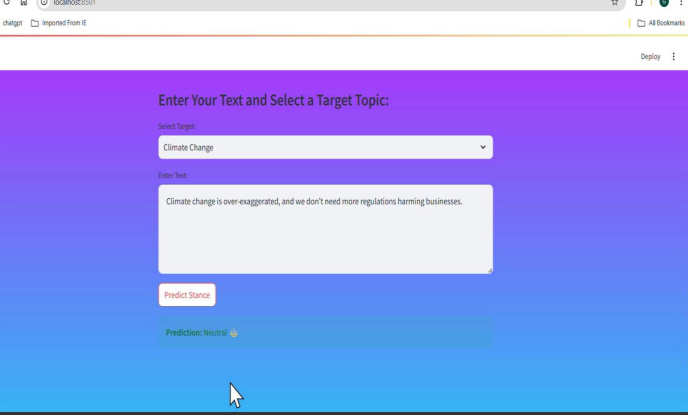 localhost:8501
chatgpt Imported From IE All Bookmarks
Deploy
Enter Your Text and Select a Target Topic:
Select Target:
Climate Change
Enter Text:
Climate change is over-exaggerated, and we don't need more regulations harming businesses.
Predict Stance
Prediction: Neutral